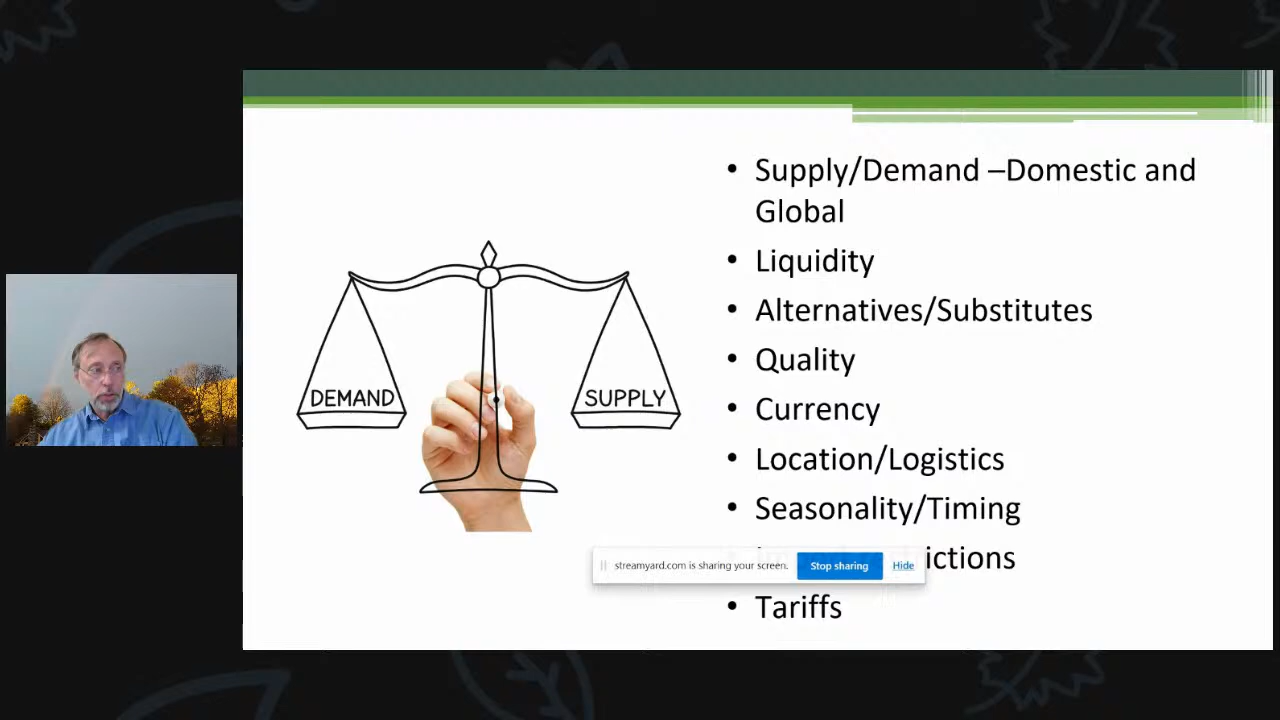 • Supply/Demand –Domestic and
Global
• Liquidity
• Alternatives/Substitutes
• Quality
• Currency
• Location/Logistics
• Seasonality/Timing
• Tariffs
DEMAND
SUPPLY
streamyard.com is sharing your screen.
Stop sharing
Hide